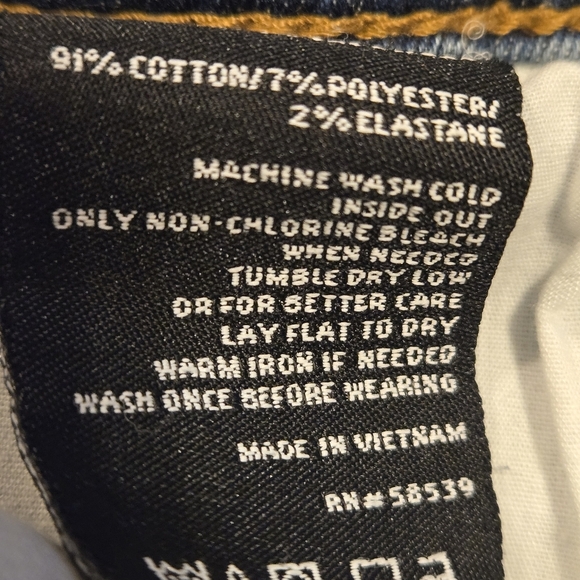 91% COTTON/7% POLYESTER/
2% ELASTANE
MACHINE WASH COLD
INSIDE OUT
ONLY NON-CHLORINE BLEACH
WHEN NEEDED
TUMBLE DRY LOW
OR FOR BETTER CARE
LAY FLAT TO DRY
WARM IRON IF NEEDED
WASH ONCE BEFORE WEARING
MADE IN VIETNAM
RN#58539